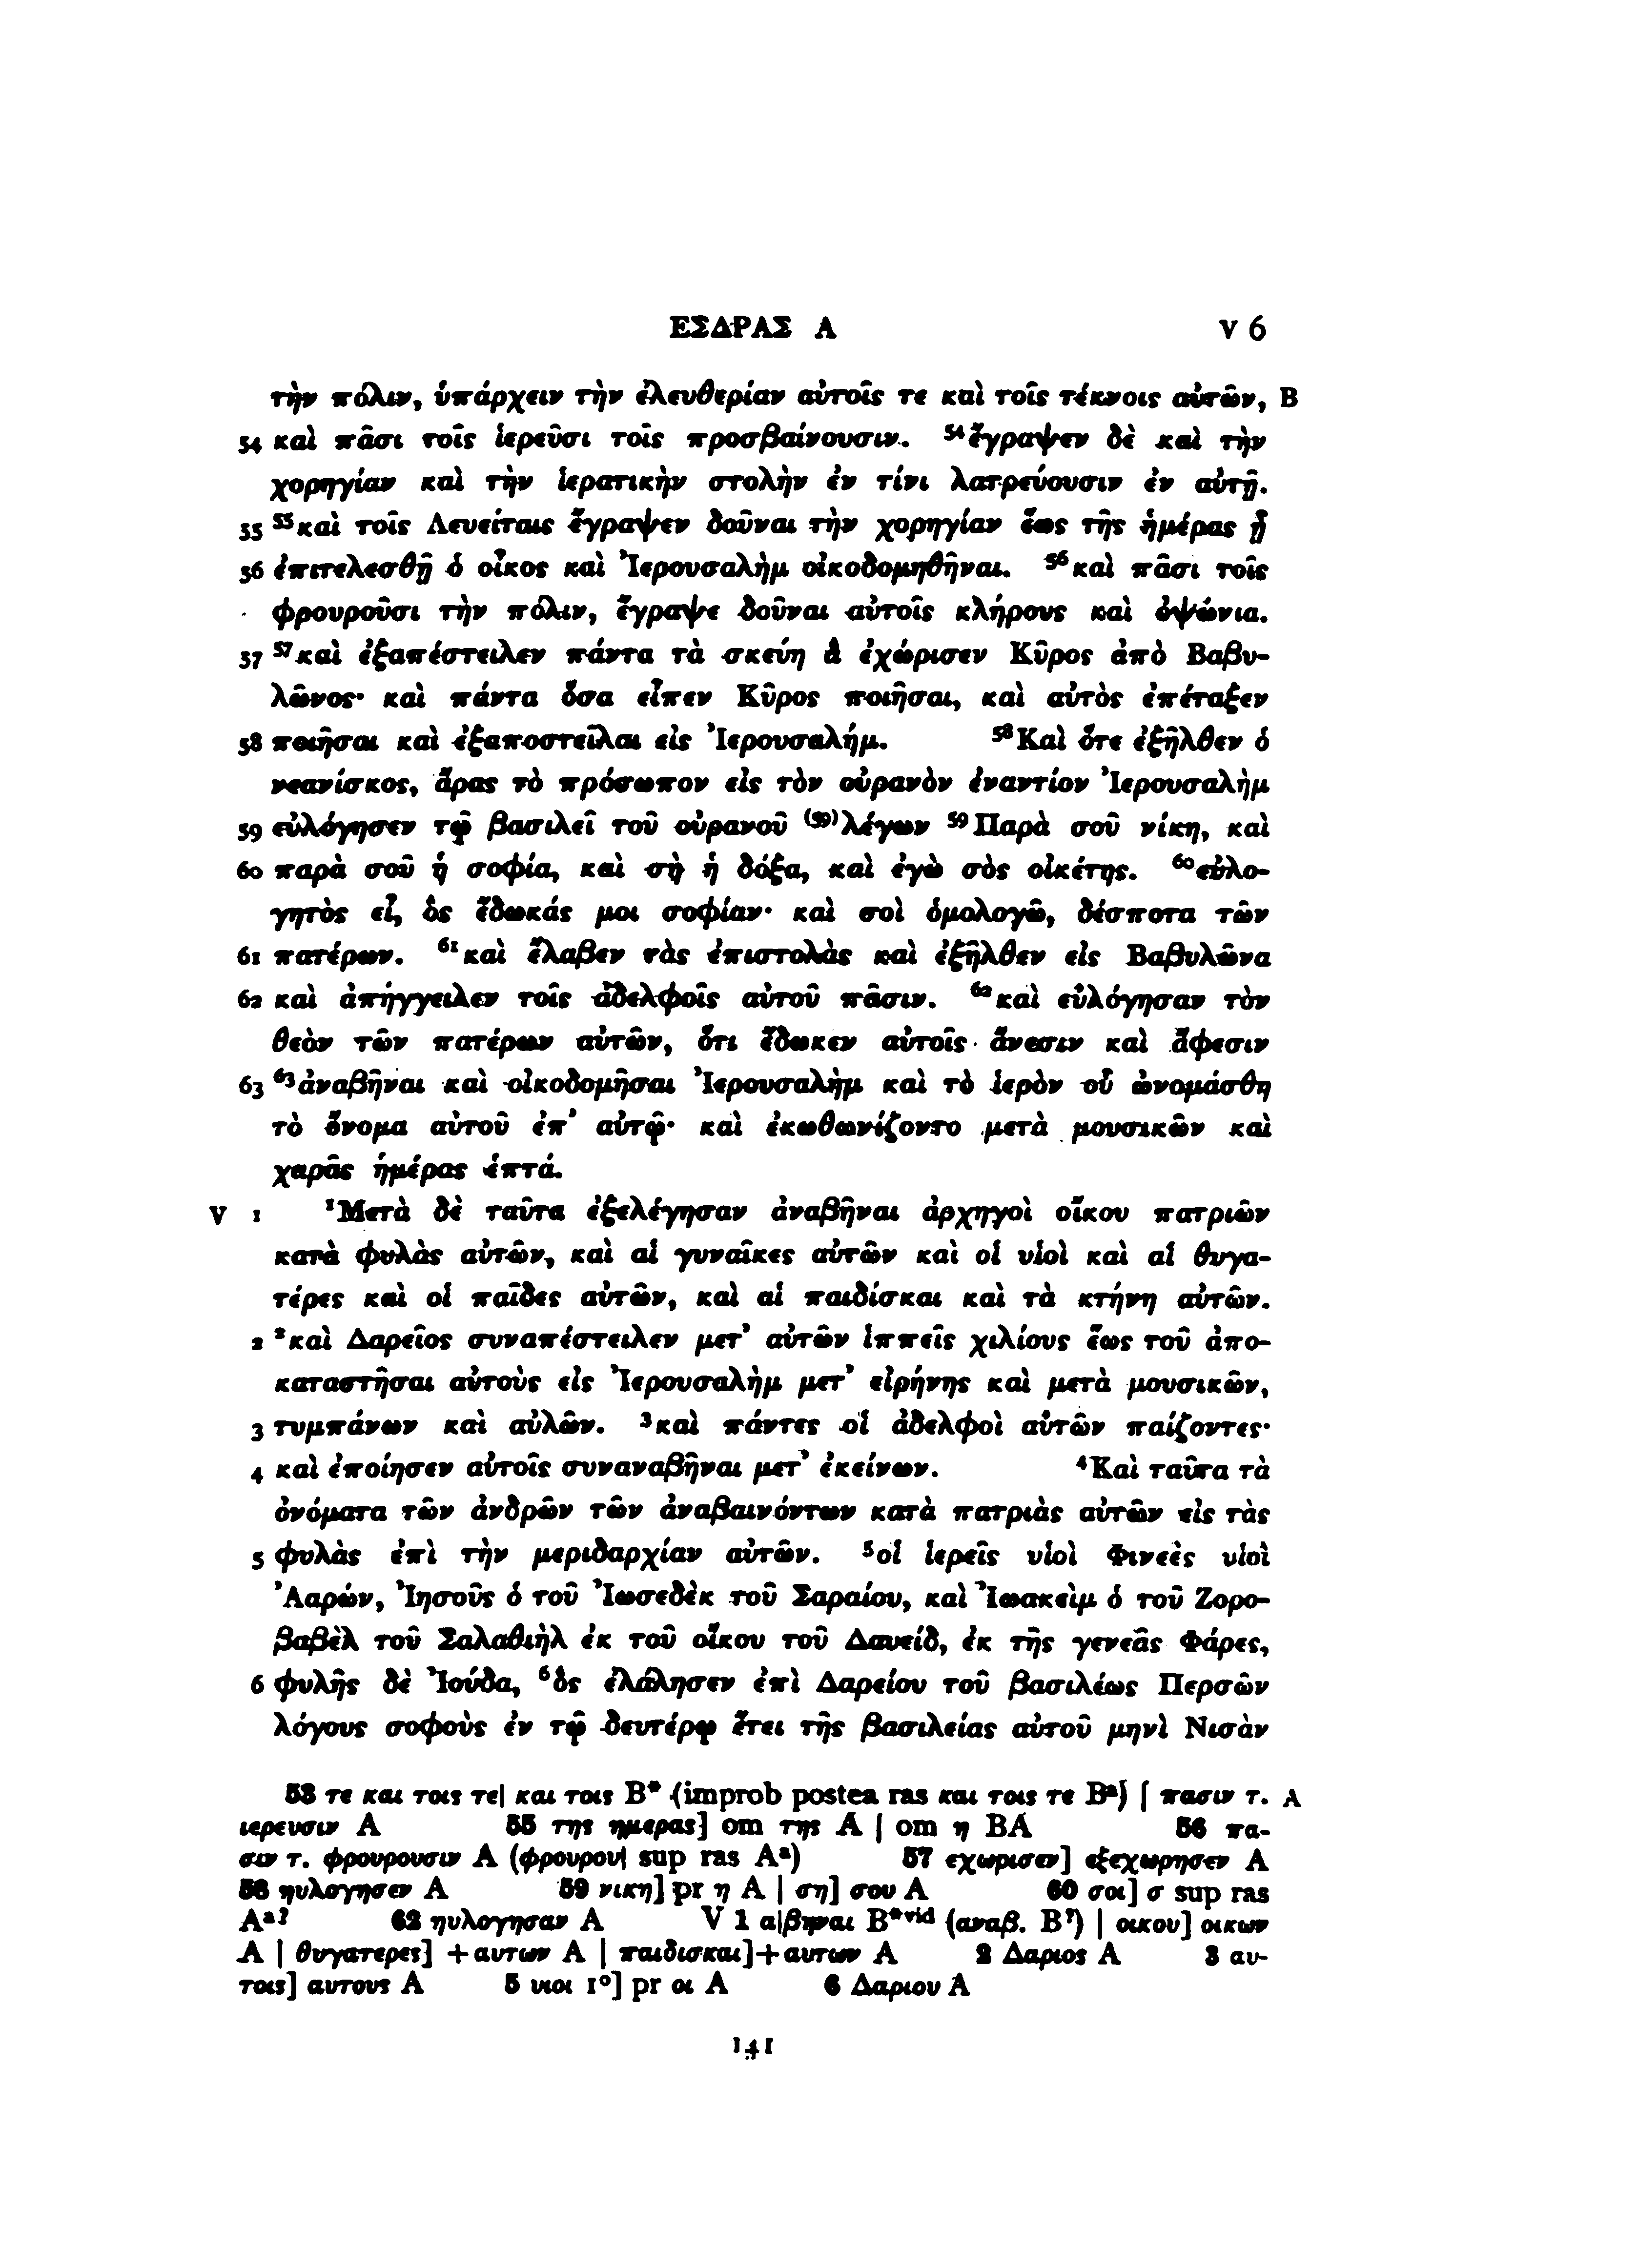 ΕΣΔΡΑΣ Α V 6
τὴν πόλιν, ὑπάρχειν τὴν ἐλευθερίαν αὐτοῖς τε καὶ τοῖς τέκνοις αὐτῶν, B
54 καὶ πᾶσι τοῖς ἱερεῦσι τοῖς προσβαίνουσιν. ⁵⁴ἔγραψεν δὲ καὶ τὴν
χορηγίαν καὶ τὴν ἱερατικὴν στολὴν ἐν τίνι λατρεύουσιν ἐν αὐτῇ.
55 ⁵⁵καὶ τοῖς Λευείταις ἔγραψεν δοῦναι τὴν χορηγίαν ἕως τῆς ἡμέρας ᾗ
56 ἐπιτελεσθῇ ὁ οἶκος καὶ Ἰερουσαλὴμ οἰκοδομηθῆναι. ⁵⁶καὶ πᾶσι τοῖς
φρουροῦσι τὴν πόλιν, ἔγραψε δοῦναι αὐτοῖς κλήρους καὶ ὀψώνια.
57 ⁵⁷καὶ ἐξαπέστειλεν πάντα τὰ σκεύη ἃ ἐχώρισεν Κῦρος ἀπὸ Βαβυ-
λῶνος· καὶ πάντα ὅσα εἶπεν Κῦρος ποιῆσαι, καὶ αὐτὸς ἐπέταξεν
58 ποιῆσαι καὶ ἐξαποστεῖλαι εἰς Ἰερουσαλήμ. ⁵⁸Καὶ ὅτε ἐξῆλθεν ὁ
νεανίσκος, ἄρας τὸ πρόσωπον εἰς τὸν οὐρανὸν ἐναντίον Ἰερουσαλὴμ
59 εὐλόγησεν τῷ βασιλεῖ τοῦ οὐρανοῦ ⁽⁵⁹⁾λέγων ⁵⁹Παρὰ σοῦ νίκη, καὶ
60 παρὰ σοῦ ἡ σοφία, καὶ σὴ ἡ δόξα, καὶ ἐγὼ σὸς οἰκέτης. ⁶⁰εὐλο-
γητὸς εἶ, ὃς ἔδωκάς μοι σοφίαν· καὶ σοὶ ὁμολογῶ, δέσποτα τῶν
61 πατέρων. ⁶¹καὶ ἔλαβεν τὰς ἐπιστολὰς καὶ ἐξῆλθεν εἰς Βαβυλῶνα
62 καὶ ἀπήγγειλεν τοῖς ἀδελφοῖς αὐτοῦ πᾶσιν. ⁶²καὶ εὐλόγησαν τὸν
θεὸν τῶν πατέρων αὐτῶν, ὅτι ἔδωκεν αὐτοῖς ἄνεσιν καὶ ἄφεσιν
63 ⁶³ἀναβῆναι καὶ οἰκοδομῆσαι Ἰερουσαλὴμ καὶ τὸ ἱερὸν οὗ ὠνομάσθη
τὸ ὄνομα αὐτοῦ ἐπ’ αὐτῷ· καὶ ἐκωθωνίζοντο μετὰ μουσικῶν καὶ
χαρᾶς ἡμέρας ἑπτά.
V 1 ¹Μετὰ δὲ ταῦτα ἐξελέγησαν ἀναβῆναι ἀρχηγοὶ οἴκου πατριῶν
κατὰ φυλὰς αὐτῶν, καὶ αἱ γυναῖκες αὐτῶν καὶ οἱ υἱοὶ καὶ αἱ θυγα-
τέρες καὶ οἱ παῖδες αὐτῶν, καὶ αἱ παιδίσκαι καὶ τὰ κτήνη αὐτῶν.
2 ²καὶ Δαρεῖος συναπέστειλεν μετ’ αὐτῶν ἱππεῖς χιλίους ἕως τοῦ ἀπο-
καταστῆσαι αὐτοὺς εἰς Ἰερουσαλὴμ μετ’ εἰρήνης καὶ μετὰ μουσικῶν,
3 τυμπάνων καὶ αὐλῶν. ³καὶ πάντες οἱ ἀδελφοὶ αὐτῶν παίζοντες·
4 καὶ ἐποίησεν αὐτοῖς συναναβῆναι μετ’ ἐκείνων. ⁴Καὶ ταῦτα τὰ
ὀνόματα τῶν ἀνδρῶν τῶν ἀναβαινόντων κατὰ πατριὰς αὐτῶν εἰς τὰς
5 φυλὰς ἐπὶ τὴν μεριδαρχίαν αὐτῶν. ⁵οἱ ἱερεῖς υἱοὶ Φινεὲς υἱοὶ
Ἀαρών, Ἰησοῦς ὁ τοῦ Ἰωσεδὲκ τοῦ Σαραίου, καὶ Ἰωακεὶμ ὁ τοῦ Ζορο-
βαβὲλ τοῦ Σαλαθιὴλ ἐκ τοῦ οἴκου τοῦ Δαυείδ, ἐκ τῆς γενεᾶς Φάρες,
6 φυλῆς δὲ Ἰούδα, ⁶ὃς ἐλάλησεν ἐπὶ Δαρείου τοῦ βασιλέως Περσῶν
λόγους σοφοὺς ἐν τῷ δευτέρῳ ἔτει τῆς βασιλείας αὐτοῦ μηνὶ Νισὰν
53 τε και τοις τε| και τοις B* (improb postea ras και τοις τε Bᵃ) | πασιν τ. A
ιερευσιν A 55 της ημερας] om της A | om η BA 56 πα-
σιν τ. φρουρουσιν A (φρουρου| sup ras Aᵃ) 57 εχωρισεν] εξεχωρησεν A
58 ηυλογησεν A 59 νικη] pr η A | ση] σου A 60 σοι] σ sup ras
Aᵃ? 62 ηυλογησαν A V 1 α|βηναι B*ᵛⁱᵈ (αναβ. B?) | οικου] οικων
A | θυγατερες] +αυτων A | παιδισκαι]+αυτων A 2 Δαριος A 3 αυ-
τοις] αυτους A 5 υιοι 1°] pr οι A 6 Δαριου A
141